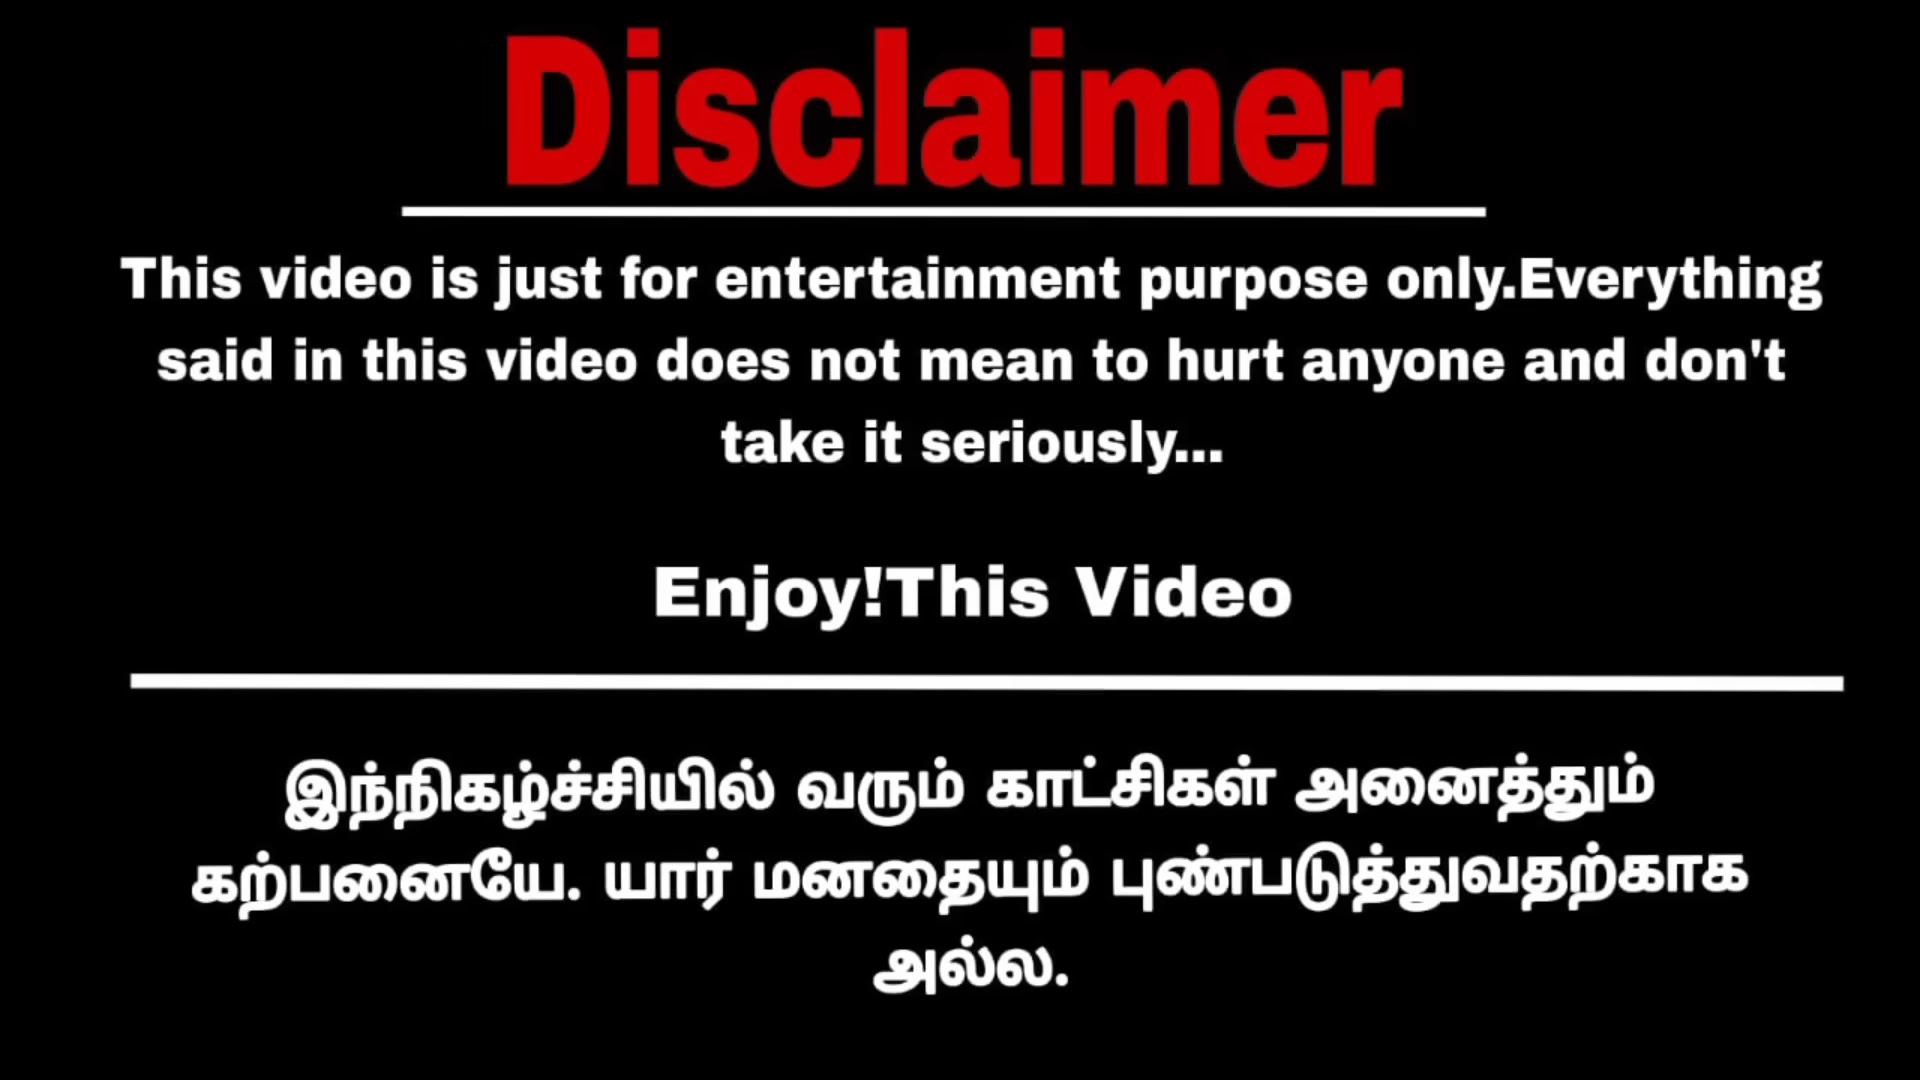 Disclaimer
This video is just for entertainment purpose only.Everything
said in this video does not mean to hurt anyone and don't
take it seriously...
Enjoy!This Video
இந்நிகழ்ச்சியில் வரும் காட்சிகள் அனைத்தும்
கற்பனையே. யார் மனதையும் புண்படுத்துவதற்காக
அல்ல.